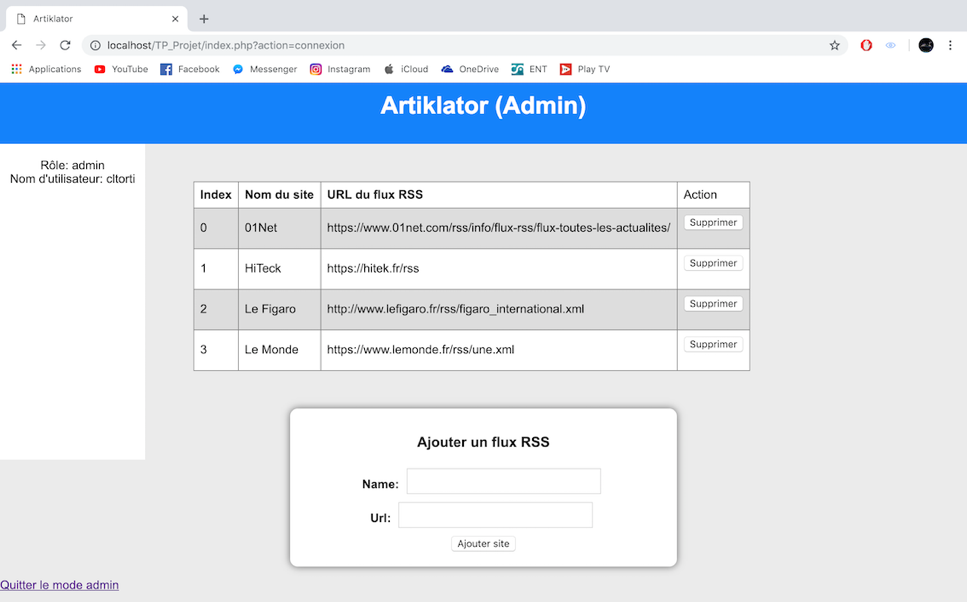 Artiklator
localhost/TP_Projet/index.php?action=connexion
Applications YouTube Facebook Messenger Instagram iCloud OneDrive ENT Play TV
Artiklator (Admin)
Rôle: admin
Nom d'utilisateur: cltorti
Index Nom du site URL du flux RSS Action
0 01Net https://www.01net.com/rss/info/flux-rss/flux-toutes-les-actualites/ Supprimer
1 HiTeck https://hitek.fr/rss Supprimer
2 Le Figaro http://www.lefigaro.fr/rss/figaro_international.xml Supprimer
3 Le Monde https://www.lemonde.fr/rss/une.xml Supprimer
Ajouter un flux RSS
Name:
Url:
Ajouter site
Quitter le mode admin